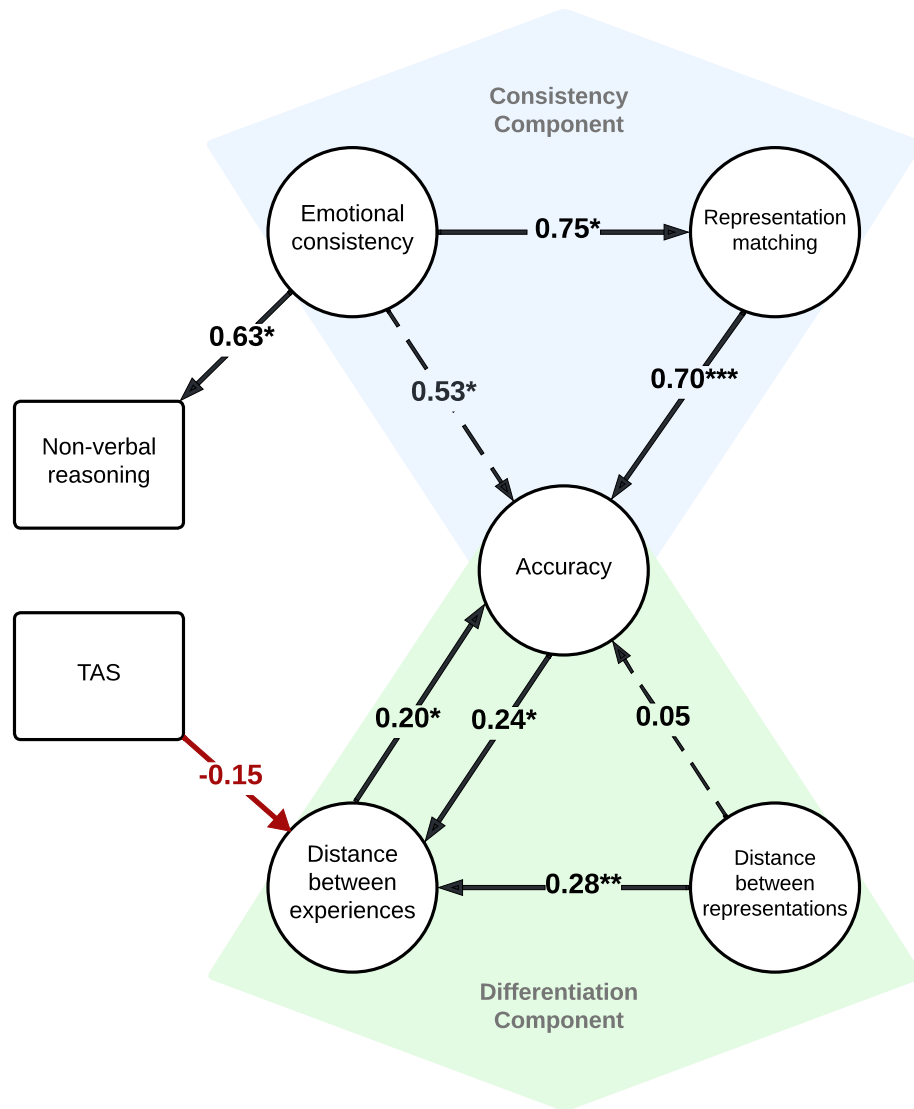 Consistency
Component
Emotional
consistency
0.75*
Representation
matching
0.63*
0.53*
0.70***
Non-verbal
reasoning
Accuracy
TAS
0.20*
0.24*
0.05
-0.15
Distance
between
experiences
0.28**
Distance
between
representations
Differentiation
Component